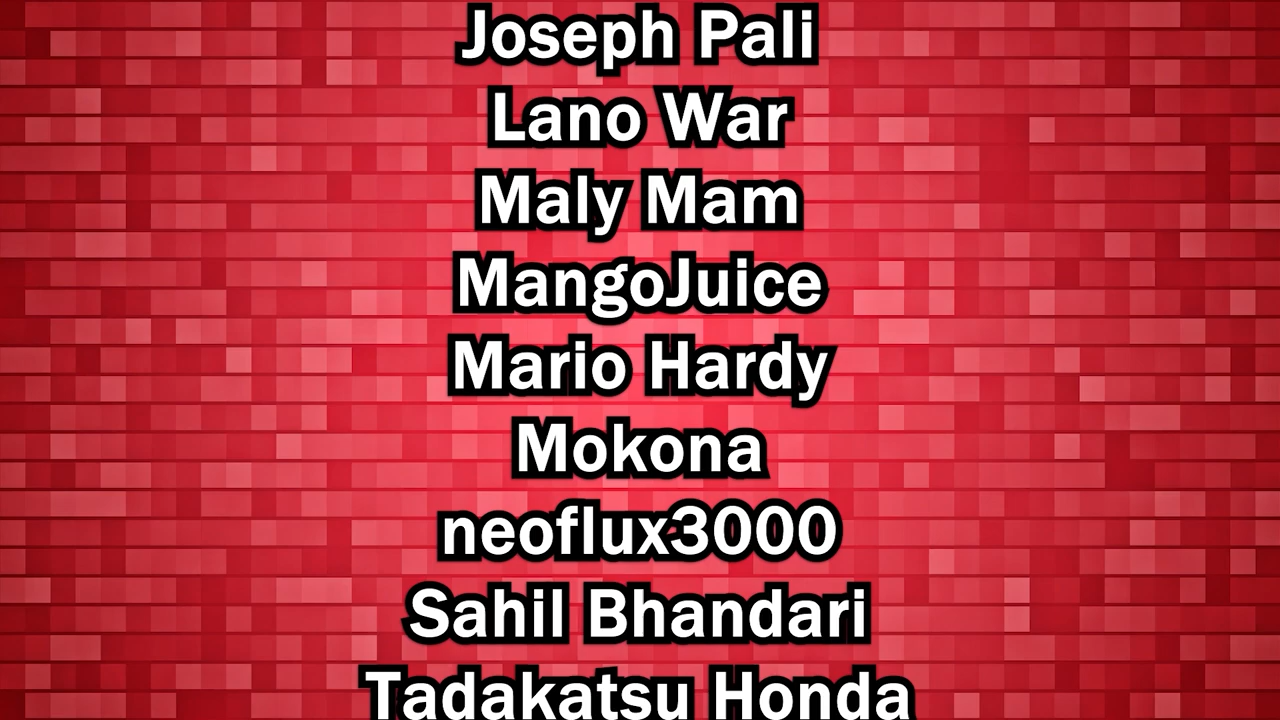 Joseph Pali
Lano War
Maly Mam
MangoJuice
Mario Hardy
Mokona
neoflux3000
Sahil Bhandari
Tadakatsu Honda